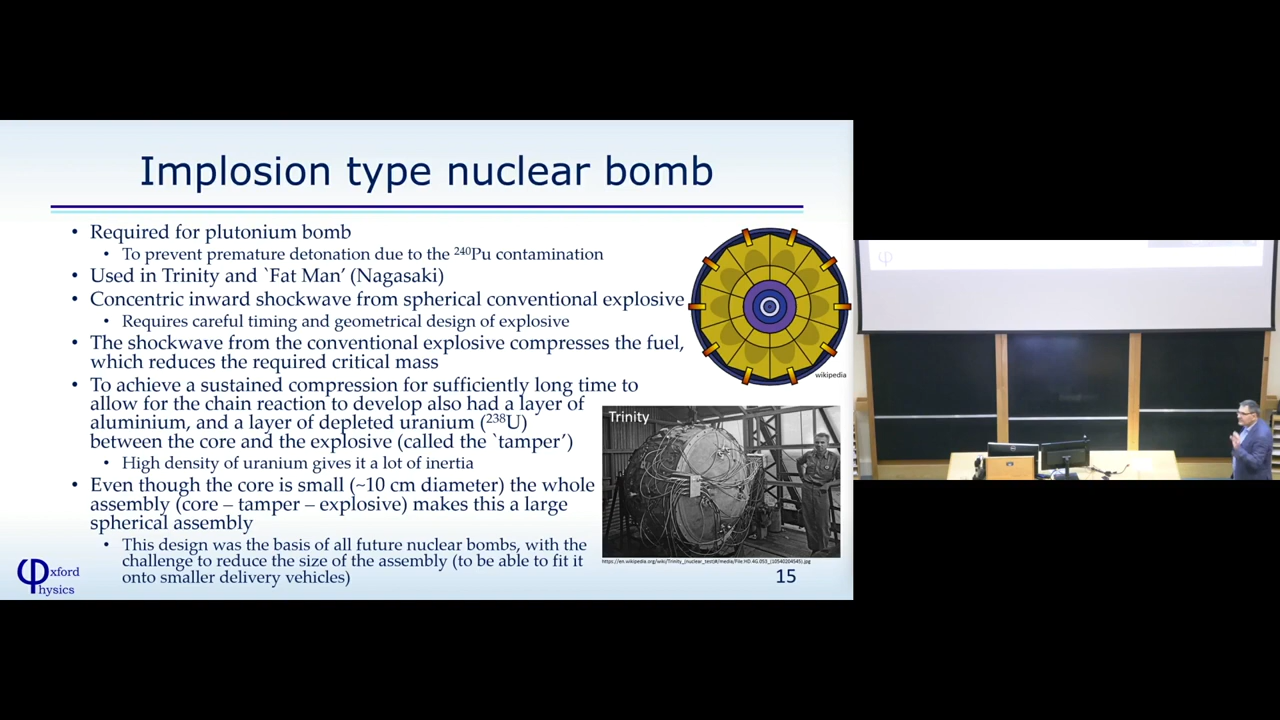 Implosion type nuclear bomb
• Required for plutonium bomb
• To prevent premature detonation due to the ²⁴⁰Pu contamination
• Used in Trinity and `Fat Man’ (Nagasaki)
• Concentric inward shockwave from spherical conventional explosive
• Requires careful timing and geometrical design of explosive
• The shockwave from the conventional explosive compresses the fuel,
which reduces the required critical mass
• To achieve a sustained compression for sufficiently long time to
allow for the chain reaction to develop also had a layer of
aluminium, and a layer of depleted uranium (²³⁸U)
between the core and the explosive (called the `tamper’)
• High density of uranium gives it a lot of inertia
• Even though the core is small (~10 cm diameter) the whole
assembly (core – tamper – explosive) makes this a large
spherical assembly
• This design was the basis of all future nuclear bombs, with the
challenge to reduce the size of the assembly (to be able to fit it
onto smaller delivery vehicles)
wikipedia
Trinity
φxford
hysics
15